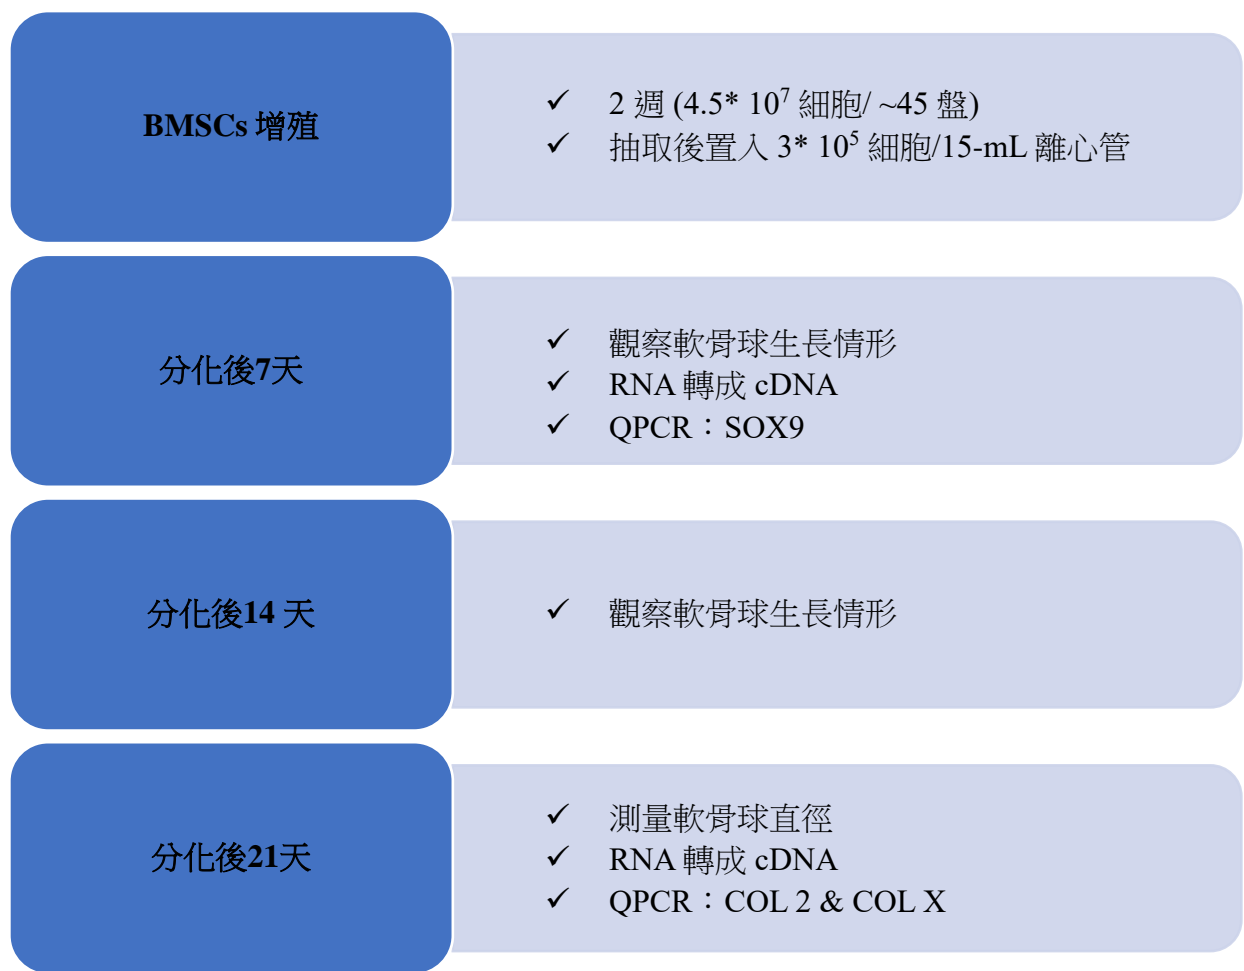 BMSCs 增殖
✓ 2 週 (4.5* 10⁷ 細胞/ ~45 盤)
✓ 抽取後置入 3* 10⁵ 細胞/15-mL 離心管
分化後7天
✓ 觀察軟骨球生長情形
✓ RNA 轉成 cDNA
✓ QPCR：SOX9
分化後14 天
✓ 觀察軟骨球生長情形
分化後21天
✓ 測量軟骨球直徑
✓ RNA 轉成 cDNA
✓ QPCR：COL 2 & COL X